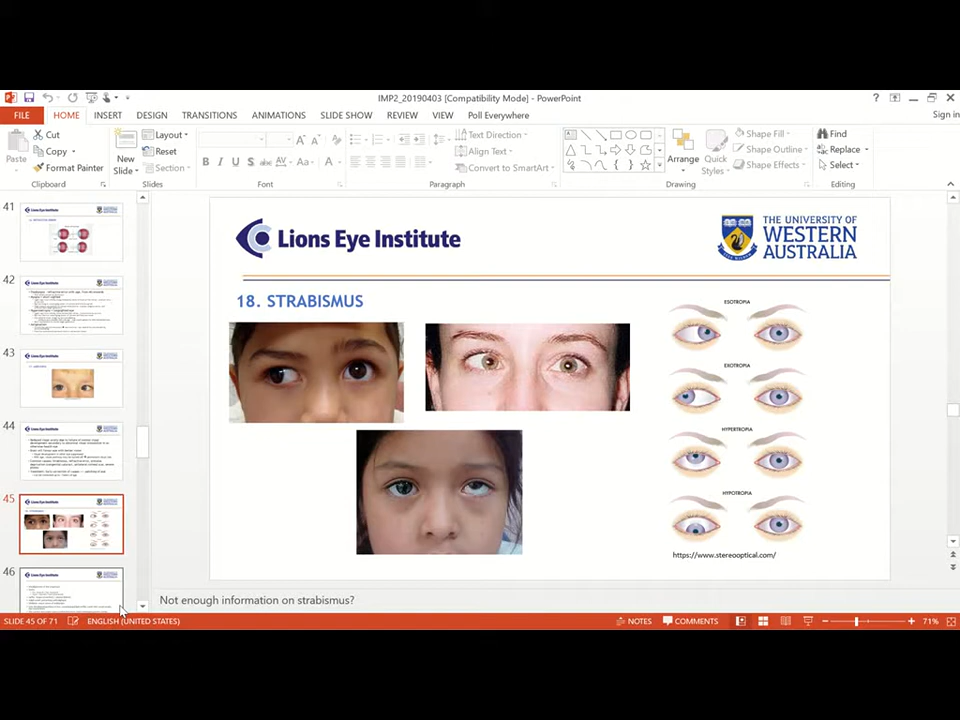 IMP2_20190403 [Compatibility Mode] - PowerPoint
?
FILE HOME INSERT DESIGN TRANSITIONS ANIMATIONS SLIDE SHOW REVIEW VIEW Poll Everywhere Sign in
Paste
Cut
Copy
Format Painter
Clipboard
New
Slide
Layout
Reset
Section
Slides
B I U S abc AV Aa A
Font
Text Direction
Align Text
Convert to SmartArt
Paragraph
Arrange
Quick
Styles
Shape Fill
Shape Outline
Shape Effects
Drawing
Find
Replace
Select
Editing
41
42
43
44
45
46
Lions Eye Institute
THE UNIVERSITY OF
WESTERN
AUSTRALIA
18. STRABISMUS
ESOTROPIA
EXOTROPIA
HYPERTROPIA
HYPOTROPIA
https://www.stereooptical.com/
Not enough information on strabismus?
SLIDE 45 OF 71 ENGLISH (UNITED STATES) NOTES COMMENTS 71%